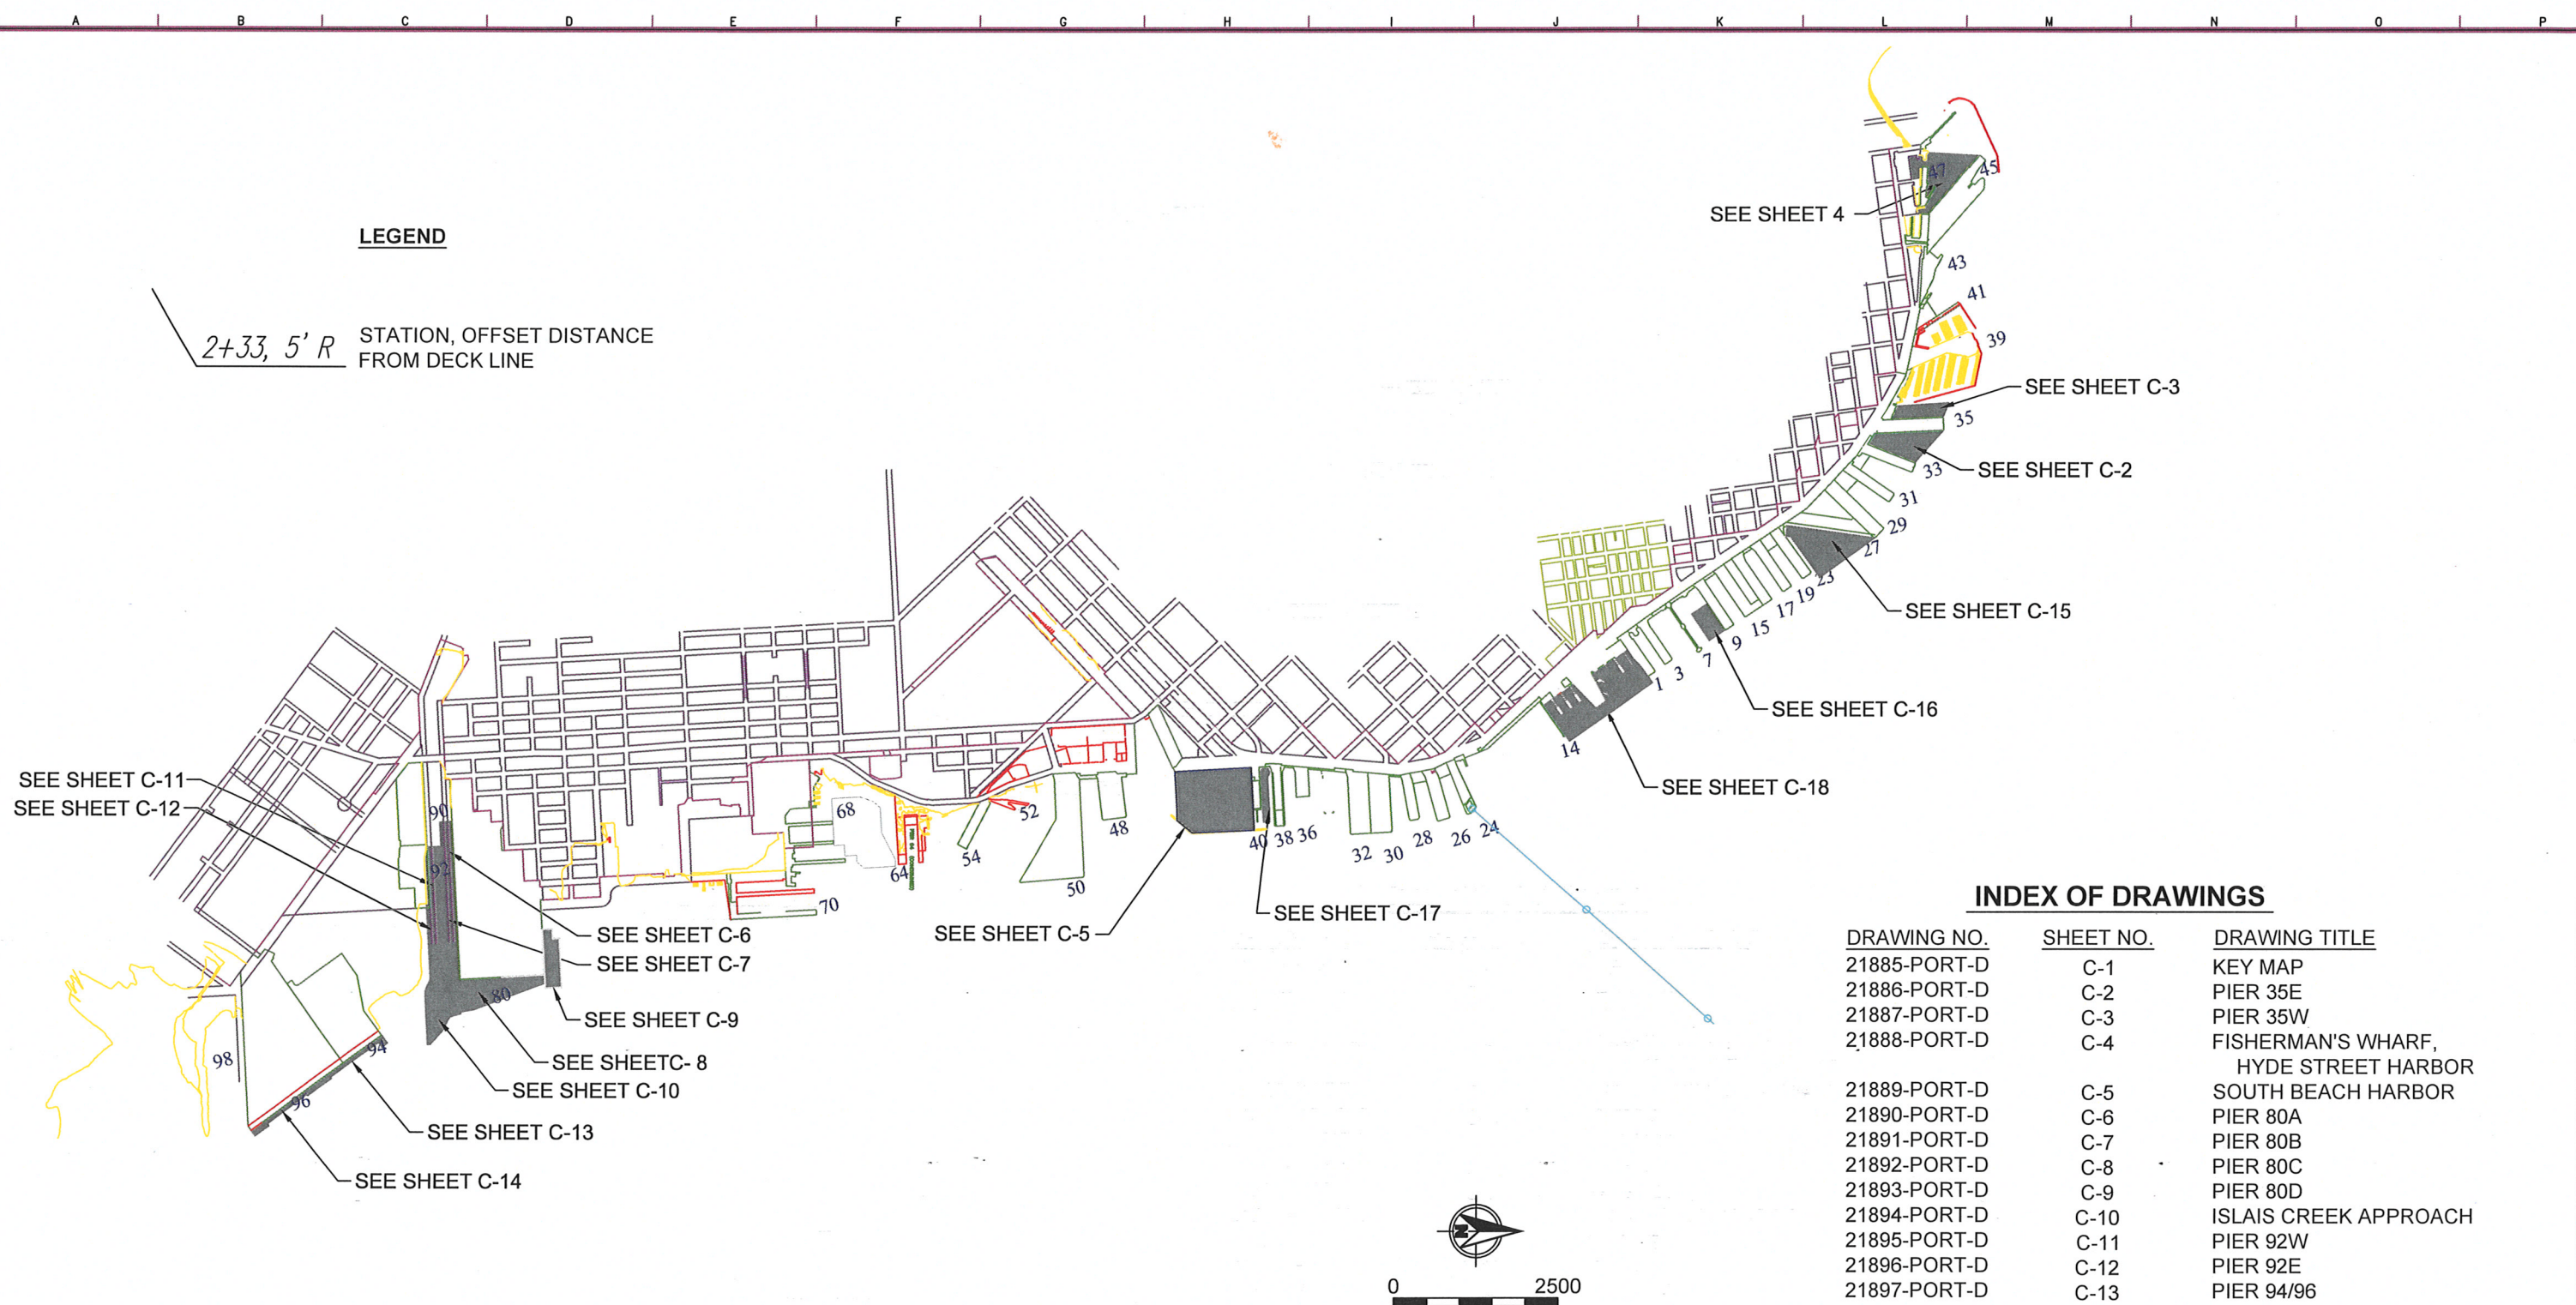 A B C D E F G H I J K L M N O P
LEGEND
2+33, 5' R
STATION, OFFSET DISTANCE
FROM DECK LINE
SEE SHEET 4
47
45
43
41
39
SEE SHEET C-3
35
SEE SHEET C-2
33
31
29
27
23
SEE SHEET C-15
19
17
15
9
7
3
1
SEE SHEET C-16
14
SEE SHEET C-18
SEE SHEET C-11
SEE SHEET C-12
90
92
68
64
54
52
50
48
40
38
36
32
30
28
26
24
70
SEE SHEET C-5
SEE SHEET C-17
SEE SHEET C-6
SEE SHEET C-7
80
SEE SHEET C-9
SEE SHEETC- 8
SEE SHEET C-10
98
94
96
SEE SHEET C-13
SEE SHEET C-14
N
0 2500
INDEX OF DRAWINGS
DRAWING NO. SHEET NO. DRAWING TITLE
21885-PORT-D C-1 KEY MAP
21886-PORT-D C-2 PIER 35E
21887-PORT-D C-3 PIER 35W
21888-PORT-D C-4 FISHERMAN'S WHARF,
HYDE STREET HARBOR
21889-PORT-D C-5 SOUTH BEACH HARBOR
21890-PORT-D C-6 PIER 80A
21891-PORT-D C-7 PIER 80B
21892-PORT-D C-8 PIER 80C
21893-PORT-D C-9 PIER 80D
21894-PORT-D C-10 ISLAIS CREEK APPROACH
21895-PORT-D C-11 PIER 92W
21896-PORT-D C-12 PIER 92E
21897-PORT-D C-13 PIER 94/96